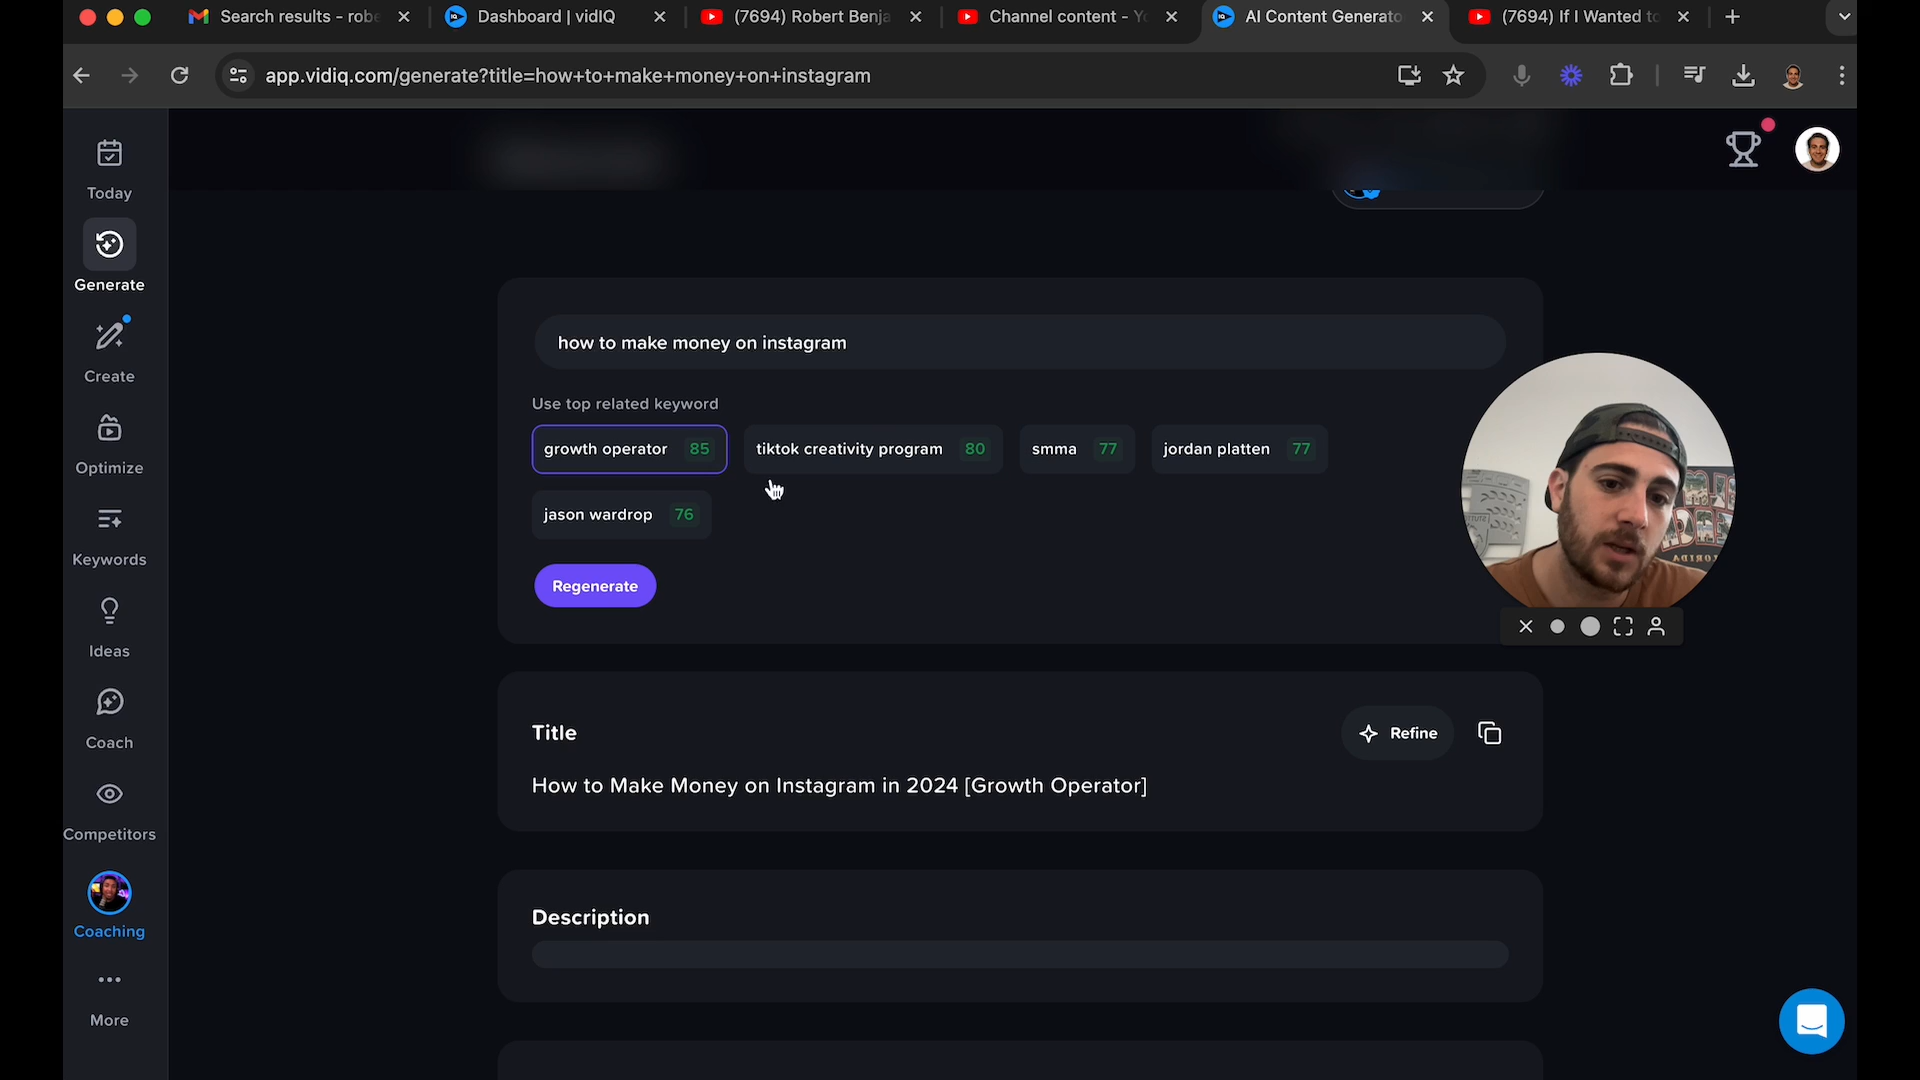 Search results - robe
Dashboard | vidIQ
(7694) Robert Benja
Channel content - Yo
AI Content Generato
(7694) If I Wanted to
app.vidiq.com/generate?title=how+to+make+money+on+instagram
Today
Generate
Create
Optimize
Keywords
Ideas
Coach
Competitors
Coaching
More
how to make money on instagram
Use top related keyword
growth operator 85
tiktok creativity program 80
smma 77
jordan platten 77
jason wardrop 76
Regenerate
Title
Refine
How to Make Money on Instagram in 2024 [Growth Operator]
Description